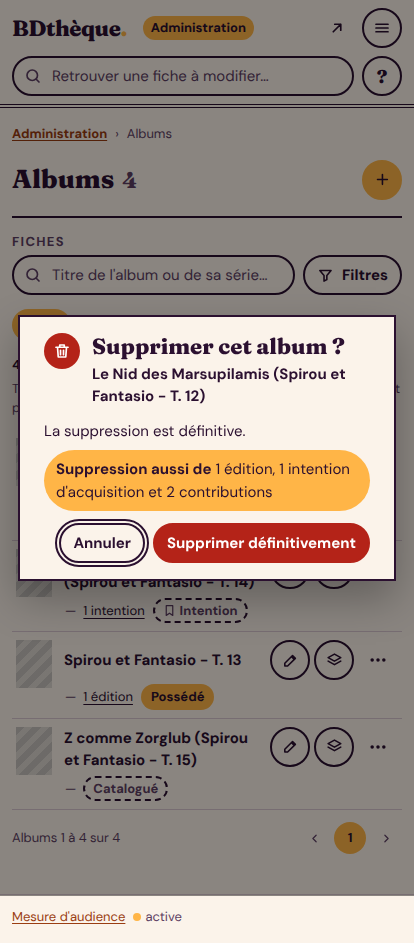 BDthèque.
Administration
Retrouver une fiche à modifier...
?
Administration › Albums
Albums 4
FICHES
Titre de l'album ou de sa série...
Filtres
Supprimer cet album ?
Le Nid des Marsupilamis (Spirou et
Fantasio – T. 12)
La suppression est définitive.
Suppression aussi de 1 édition, 1 intention
d'acquisition et 2 contributions
Annuler
Supprimer définitivement
(Spirou et Fantasio – T. 14)
— 1 intention
Intention
Spirou et Fantasio – T. 13
— 1 édition
Possédé
Z comme Zorglub (Spirou
et Fantasio – T. 15)
— Catalogué
Albums 1 à 4 sur 4
‹ 1 ›
Mesure d'audience
active